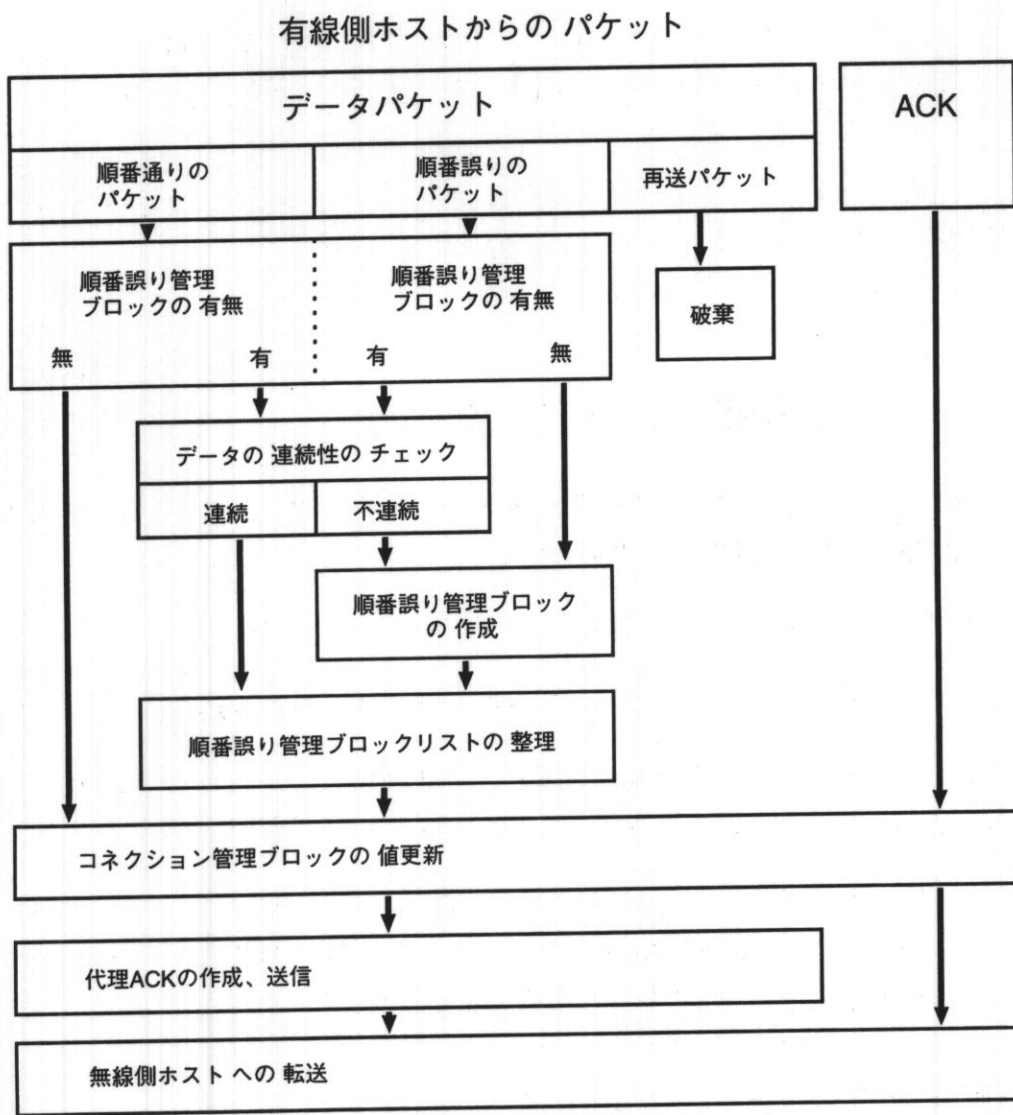 有線側ホストからの パケット
データパケット
ACK
順番通りの
パケット
順番誤りの
パケット
再送パケット
順番誤り管理
ブロックの 有無
無
有
順番誤り管理
ブロックの 有無
有
無
破棄
データの 連続性の チェック
連続
不連続
順番誤り管理ブロック
の 作成
順番誤り管理ブロックリストの 整理
コネクション管理ブロックの 値更新
代理ACKの作成、送信
無線側ホスト への 転送